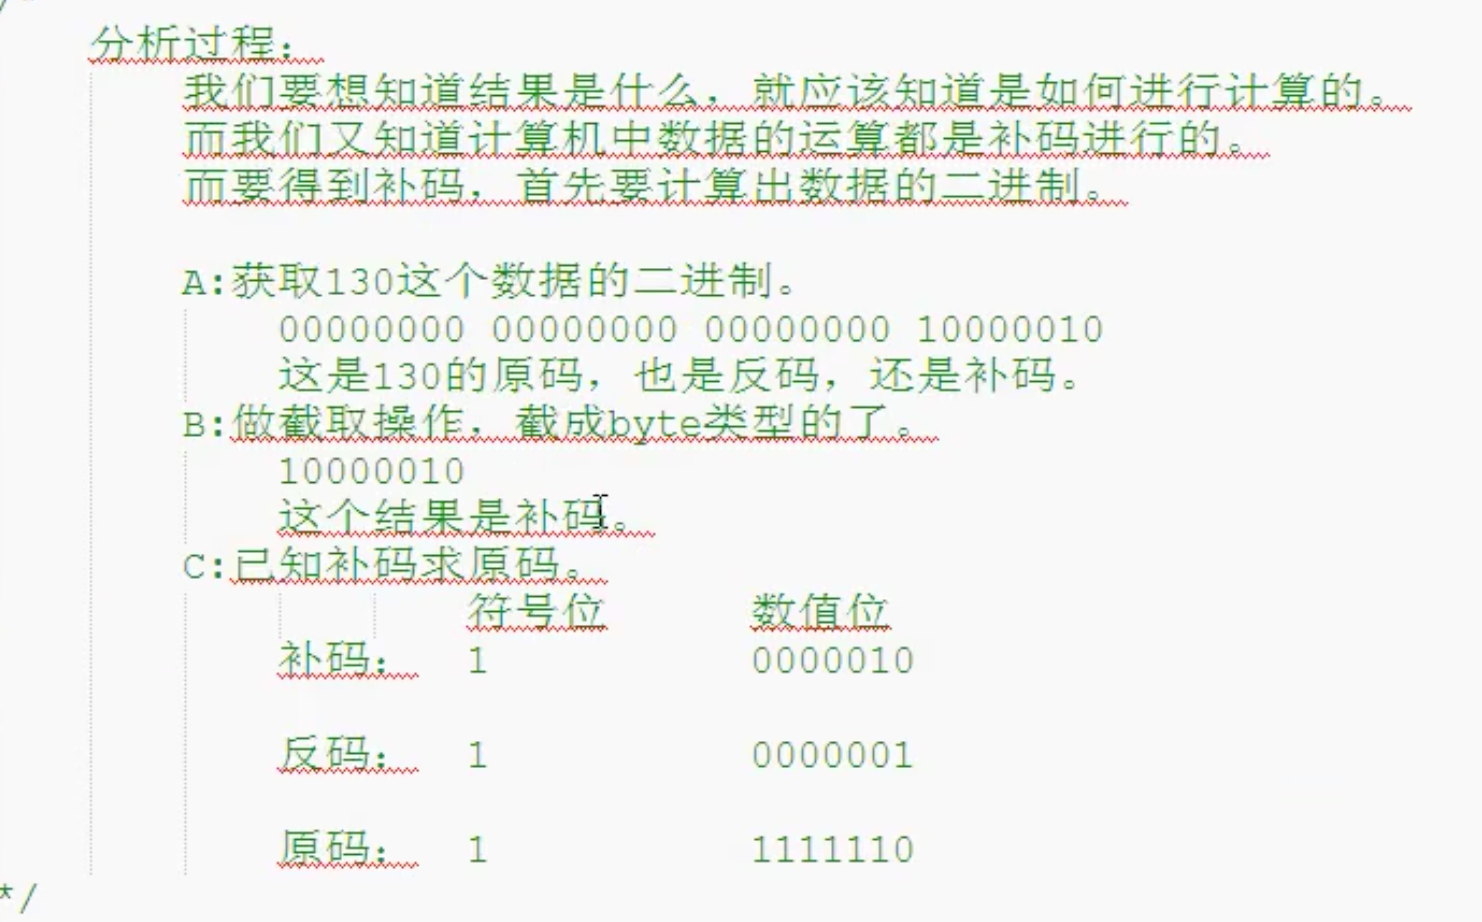 分析过程：
我们要想知道结果是什么，就应该知道是如何进行计算的。
而我们又知道计算机中数据的运算都是补码进行的。
而要得到补码，首先要计算出数据的二进制。
A:获取130这个数据的二进制。
00000000 00000000 00000000 10000010
这是130的原码，也是反码，还是补码。
B:做截取操作，截成byte类型的了。
10000010
这个结果是补码。
C:已知补码求原码。
符号位 数值位
补码： 1 0000010
反码： 1 0000001
原码： 1 1111110
*/